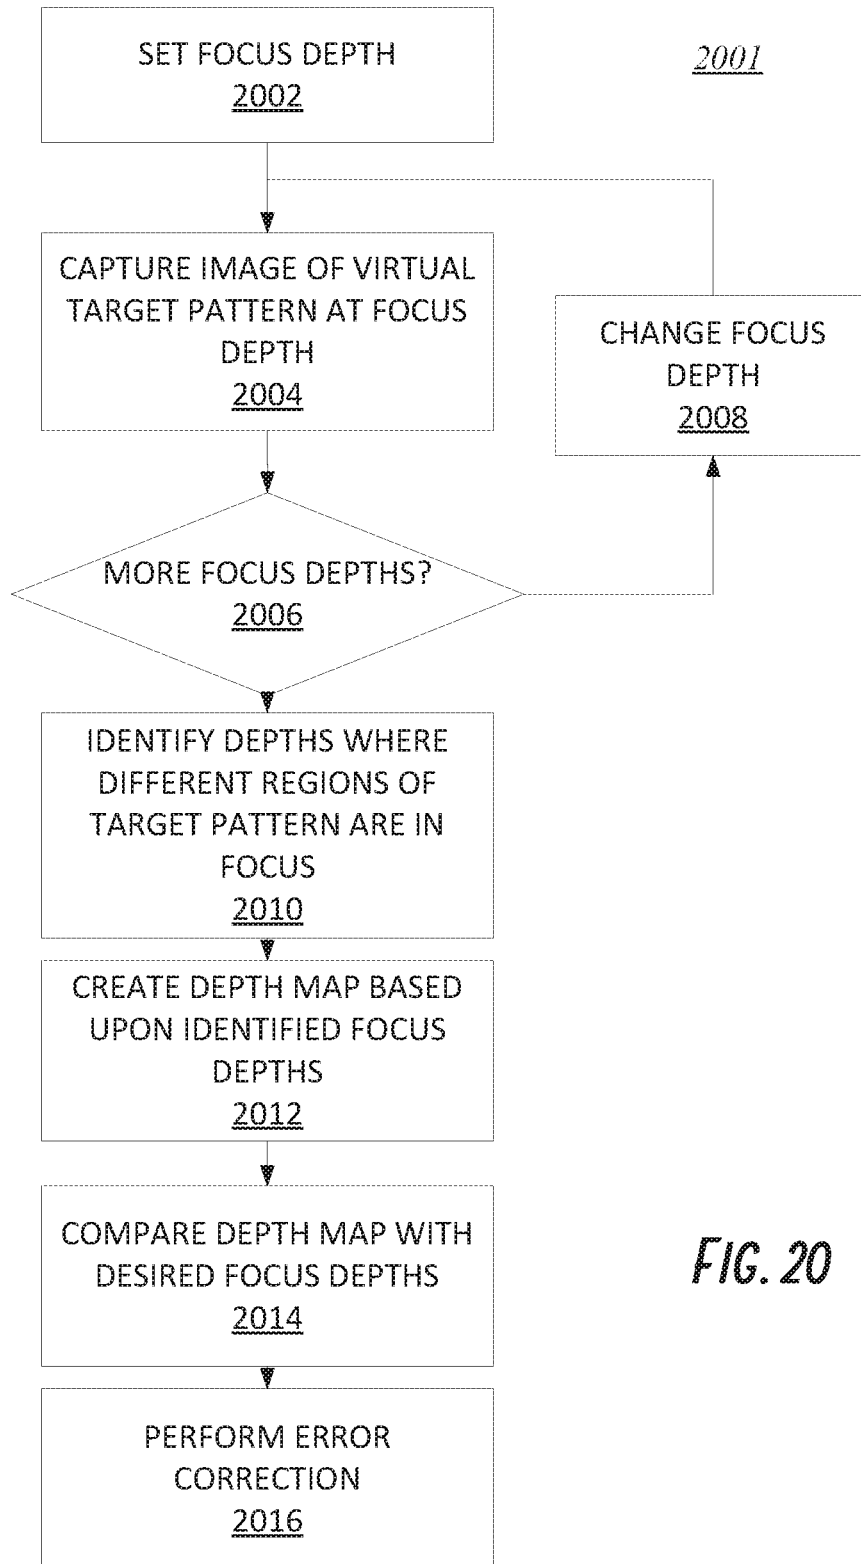 SET FOCUS DEPTH
2002
2001
CAPTURE IMAGE OF VIRTUAL
TARGET PATTERN AT FOCUS
DEPTH
2004
CHANGE FOCUS
DEPTH
2008
MORE FOCUS DEPTHS?
2006
IDENTIFY DEPTHS WHERE
DIFFERENT REGIONS OF
TARGET PATTERN ARE IN
FOCUS
2010
CREATE DEPTH MAP BASED
UPON IDENTIFIED FOCUS
DEPTHS
2012
COMPARE DEPTH MAP WITH
DESIRED FOCUS DEPTHS
2014
FIG. 20
PERFORM ERROR
CORRECTION
2016